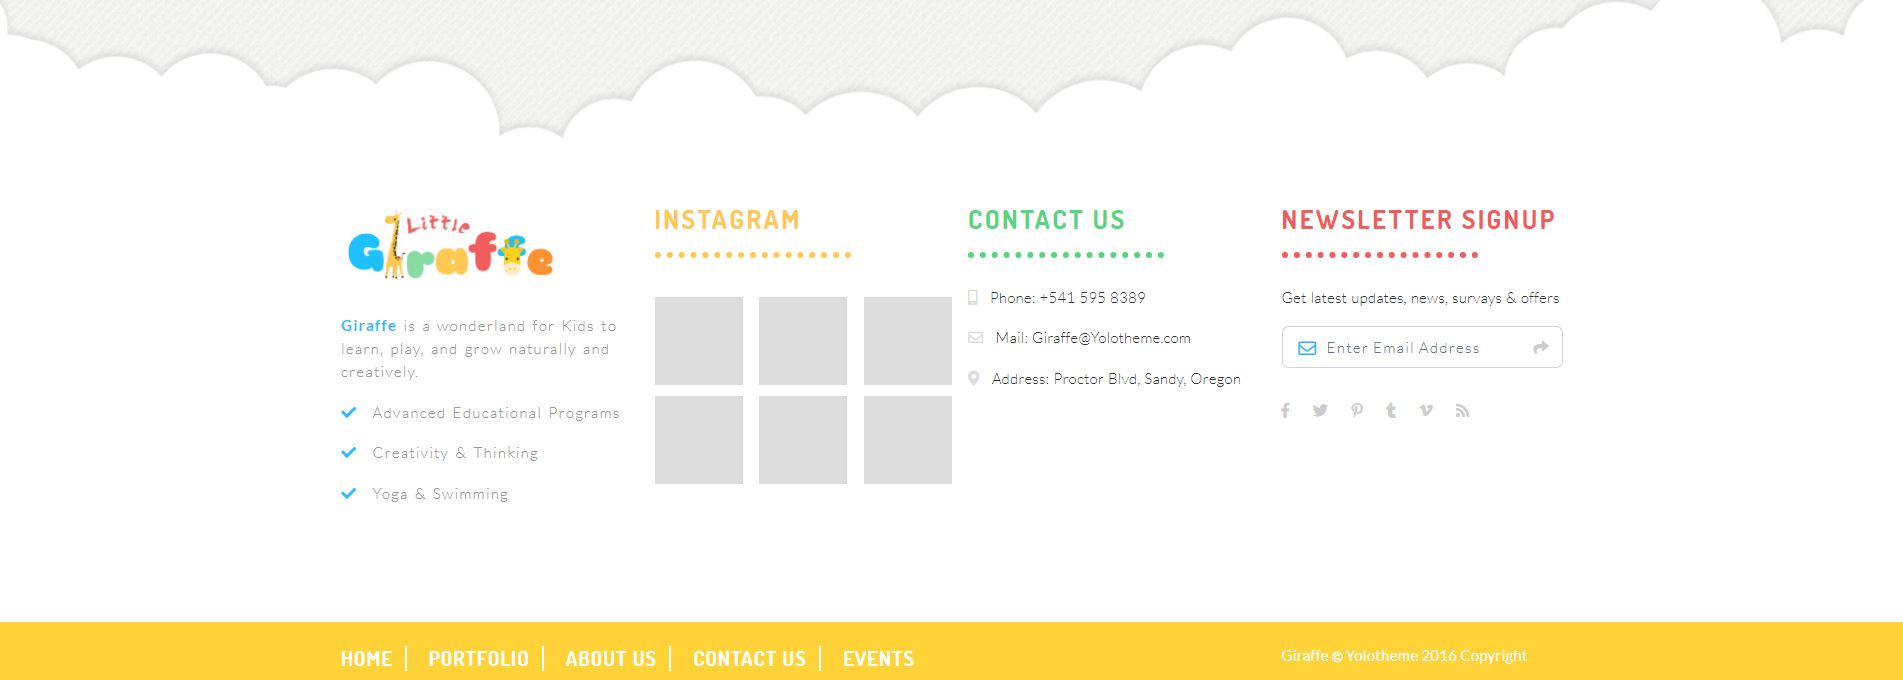 Little
Giraffe
Giraffe is a wonderland for Kids to
learn, play, and grow naturally and
creatively.
Advanced Educational Programs
Creativity & Thinking
Yoga & Swimming
INSTAGRAM
CONTACT US
Phone: +541 595 8389
Mail: Giraffe@Yolotheme.com
Address: Proctor Blvd, Sandy, Oregon
NEWSLETTER SIGNUP
Get latest updates, news, survays & offers
Enter Email Address
HOME
PORTFOLIO
ABOUT US
CONTACT US
EVENTS
Giraffe © Yolotheme 2016 Copyright